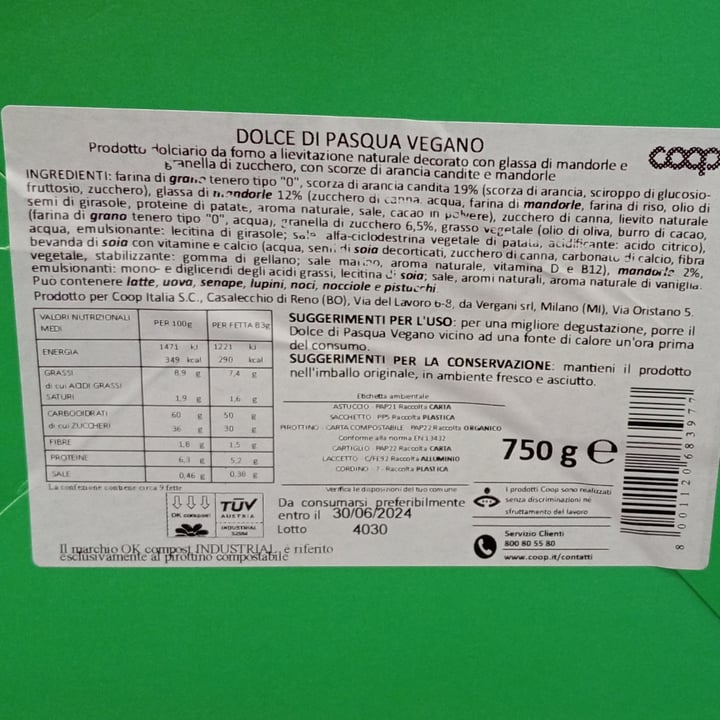 DOLCE DI PASQUA VEGANO
coop
Prodotto dolciario da forno a lievitazione naturale decorato con glassa di mandorle e
granella di zucchero, con scorze di arancia candite e mandorle
INGREDIENTI: farina di grano tenero tipo "0", scorza di arancia candita 19% (scorza di arancia, sciroppo di glucosio-
fruttosio, zucchero), glassa di mandorle 12% (zucchero di canna, acqua, farina di mandorle, farina di riso, olio di
semi di girasole, proteine di patate, aroma naturale, sale, cacao in polvere), zucchero di canna, lievito naturale
(farina di grano tenero tipo "0", acqua), granella di zucchero 6,5%, grasso vegetale (olio di oliva, burro di cacao,
acqua, emulsionante: lecitina di girasole; sale, alfa-ciclodestrina vegetale di patata, acidificante: acido citrico),
bevanda di soia con vitamine e calcio (acqua, semi di soia decorticati, zucchero di canna, carbonato di calcio, fibra
vegetale, stabilizzante: gomma di gellano; sale marino, aroma naturale, vitamina D e B12), mandorle 2%,
emulsionanti: mono- e digliceridi degli acidi grassi, lecitina di soia; sale, aromi naturali, aroma naturale di vaniglia.
Può contenere latte, uova, senape, lupini, noci, nocciole e pistacchi.
Prodotto per Coop Italia S.C., Casalecchio di Reno (BO), Via del Lavoro 6-8, da Vergani srl, Milano (MI), Via Oristano 5.
VALORI NUTRIZIONALI MEDI PER 100g PER FETTA 83g
ENERGIA 1471 kJ 1221 kJ
349 kcal 290 kcal
GRASSI 8,9 g 7,4 g
di cui ACIDI GRASSI
SATURI 1,9 g 1,6 g
CARBOIDRATI 60 g 50 g
di cui ZUCCHERI 36 g 30 g
FIBRE 1,8 g 1,5 g
PROTEINE 6,3 g 5,2 g
SALE 0,46 g 0,38 g
La confezione contiene circa 9 fette
SUGGERIMENTI PER L'USO: per una migliore degustazione, porre il
Dolce di Pasqua Vegano vicino ad una fonte di calore un'ora prima
del consumo.
SUGGERIMENTI PER LA CONSERVAZIONE: mantieni il prodotto
nell'imballo originale, in ambiente fresco e asciutto.
Etichetta ambientale
ASTUCCIO - PAP21 Raccolta CARTA
SACCHETTO - PP5 Raccolta PLASTICA
PIROTTINO - CARTA COMPOSTABILE - PAP22 Raccolta ORGANICO
Conforme alla norma EN13432
CARTIGLIO - PAP22 Raccolta CARTA
LACCETTO - C/FE92 Raccolta ALLUMINIO
CORDINO - 7 - Raccolta PLASTICA
Verifica le disposizioni del tuo comune
750 g e
8 001120 683977
OK compost
TÜV
AUSTRIA
INDUSTRIAL
Il marchio OK compost INDUSTRIAL, è riferito
esclusivamente al pirottino compostabile
Da consumarsi preferibilmente
entro il 30/06/2024
Lotto 4030
I prodotti Coop sono realizzati
senza discriminazioni né
sfruttamento del lavoro
Servizio Clienti
800 80 55 80
www.coop.it/contatti